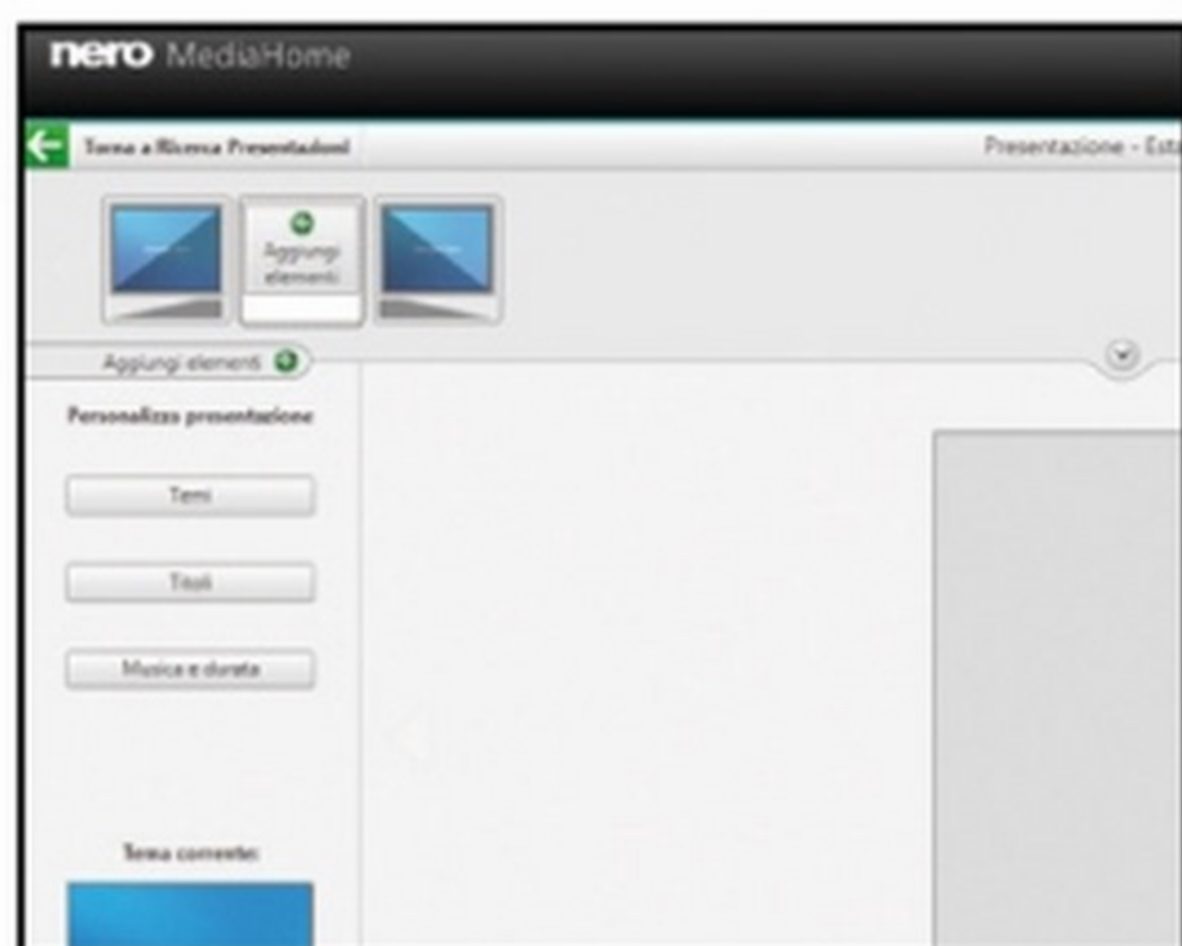 nero MediaHome
Torna a Ricerca Presentazioni
Presentazione - Esta
Aggiungi
elementi
Aggiungi elementi
Personalizza presentazione
Temi
Titoli
Musica e durata
Tema corrente: